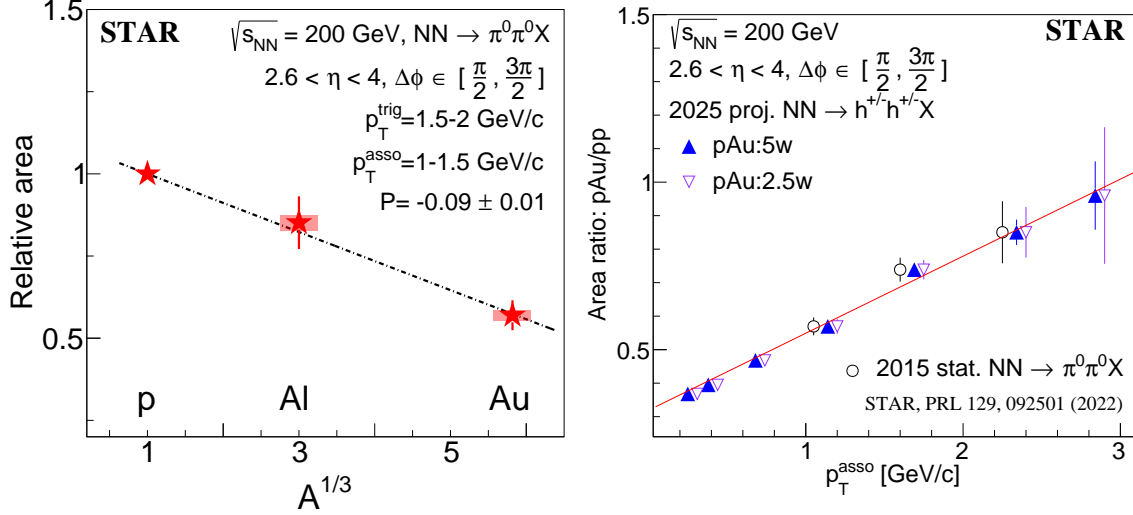 STAR
√s_NN = 200 GeV, NN → π⁰π⁰X
2.6 < η < 4, Δϕ ∈ [π/2, 3π/2]
p_T^trig=1.5-2 GeV/c
p_T^asso=1-1.5 GeV/c
P= -0.09 ± 0.01
Relative area
1.5
1
0.5
p
Al
Au
1
3
5
A^1/3
√s_NN = 200 GeV
STAR
2.6 < η < 4, Δϕ ∈ [π/2, 3π/2]
2025 proj. NN → h^+/-h^+/-X
pAu:5w
pAu:2.5w
Area ratio: pAu/pp
1.5
1
0.5
2015 stat. NN → π⁰π⁰X
STAR, PRL 129, 092501 (2022)
0
1
2
3
p_T^asso [GeV/c]